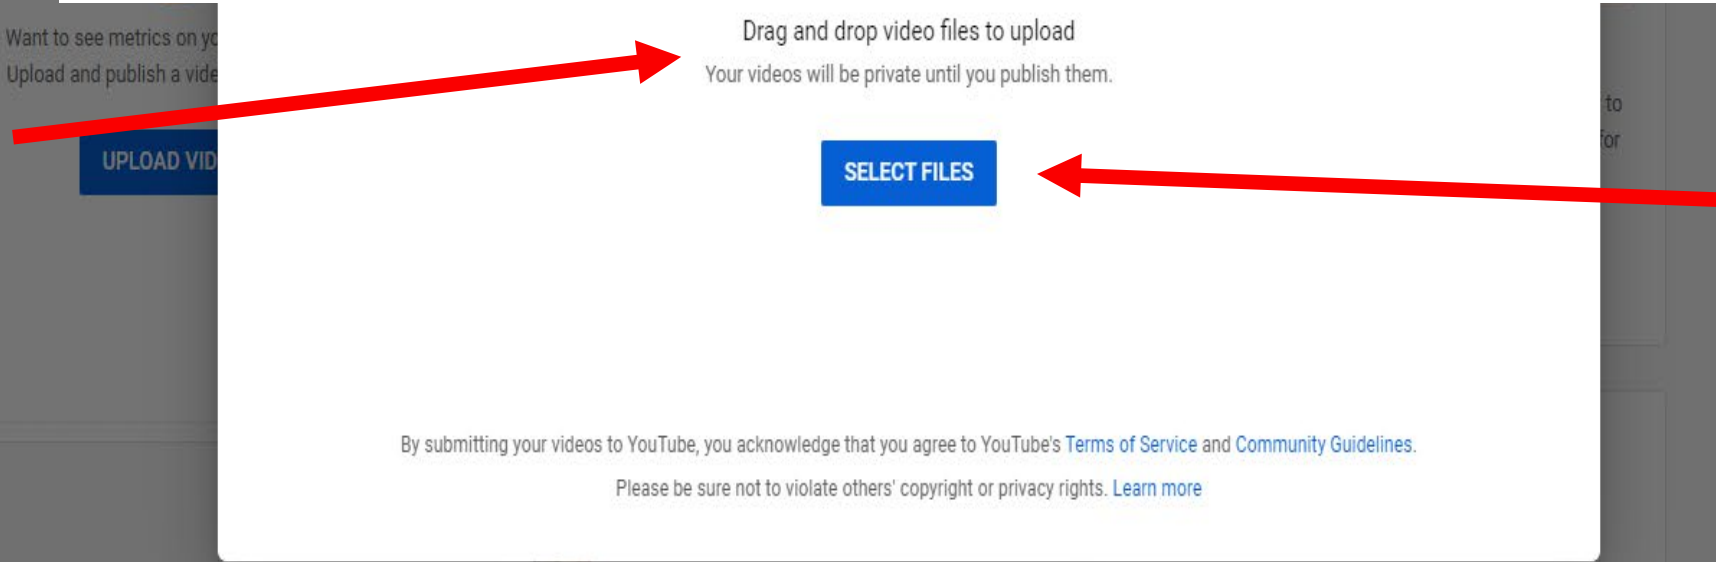 Want to see metrics on yo
Upload and publish a vide
UPLOAD VID
Drag and drop video files to upload
Your videos will be private until you publish them.
SELECT FILES
to
for
By submitting your videos to YouTube, you acknowledge that you agree to YouTube's Terms of Service and Community Guidelines.
Please be sure not to violate others' copyright or privacy rights. Learn more